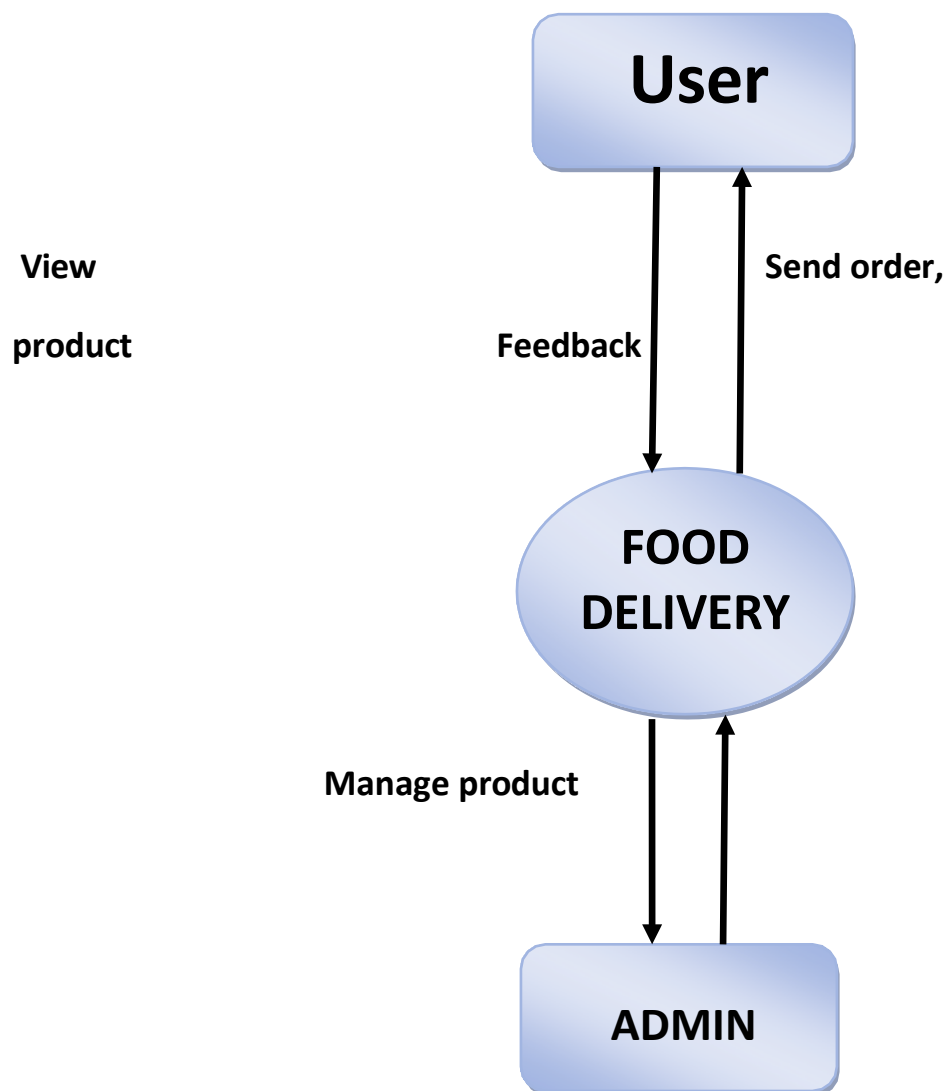 User
View Send order,
product Feedback
FOOD
DELIVERY
Manage product
ADMIN